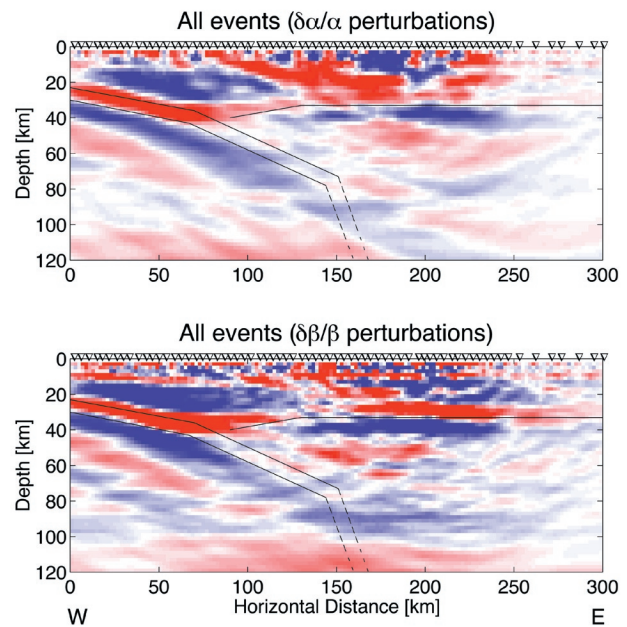 All events (δα/α perturbations)
0
20
40
60
80
100
120
Depth [km]
0 50 100 150 200 250 300
All events (δβ/β perturbations)
0
20
40
60
80
100
120
Depth [km]
0 50 100 150 200 250 300
W Horizontal Distance [km] E